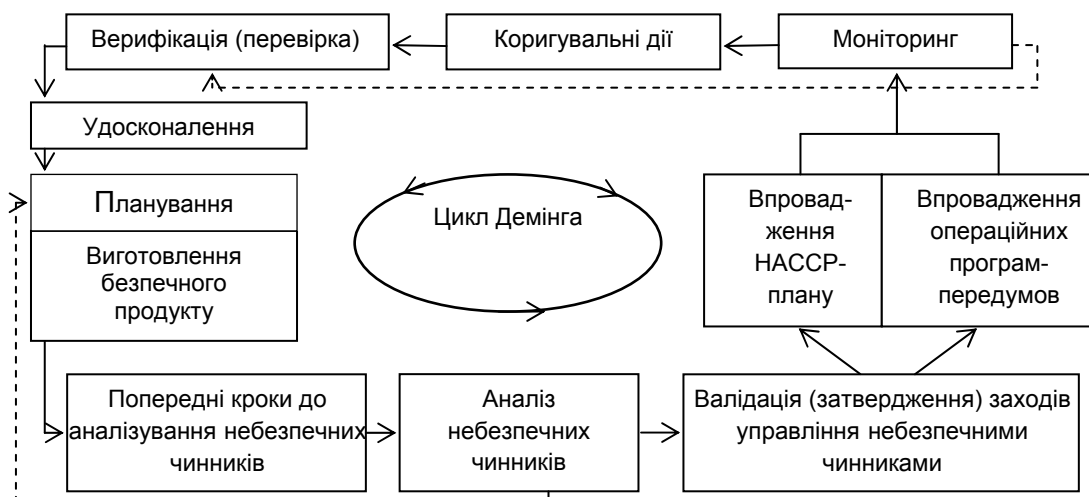 Верифікація (перевірка)
Коригувальні дії
Моніторинг
Удосконалення
Планування
Виготовлення
безпечного
продукту
Цикл Демінга
Впровад-
ження
НАССР-
плану
Впровадження
операційних
програм-
передумов
Попередні кроки до
аналізування небезпечних
чинників
Аналіз
небезпечних
чинників
Валідація (затвердження) заходів
управління небезпечними
чинниками